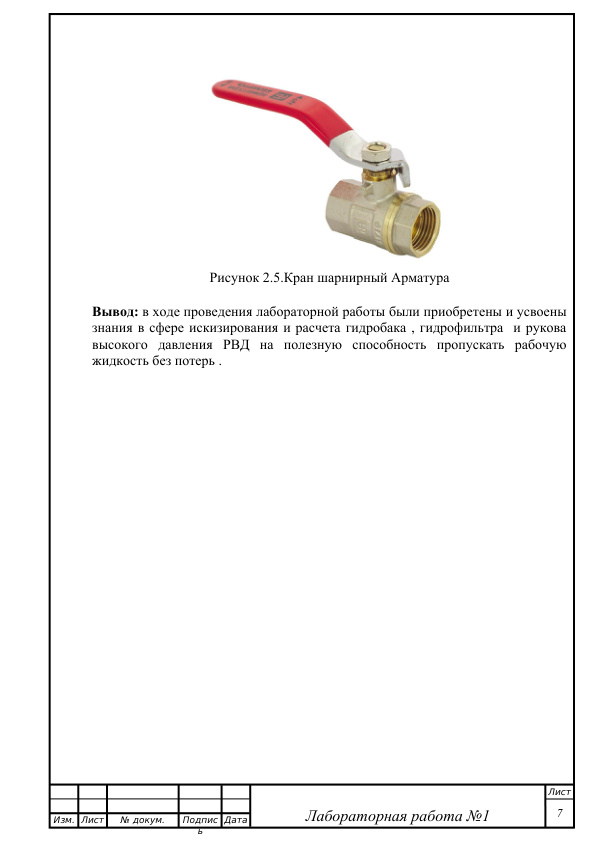 Рисунок 2.5.Кран шарнирный Арматура
Вывод: в ходе проведения лабораторной работы были приобретены и усвоены
знания в сфере искизирования и расчета гидробака , гидрофильтра и рукова
высокого давления РВД на полезную способность пропускать рабочую
жидкость без потерь .
Лист
Изм. Лист № докум. Подпис Дата Лабораторная работа №1 7
ь